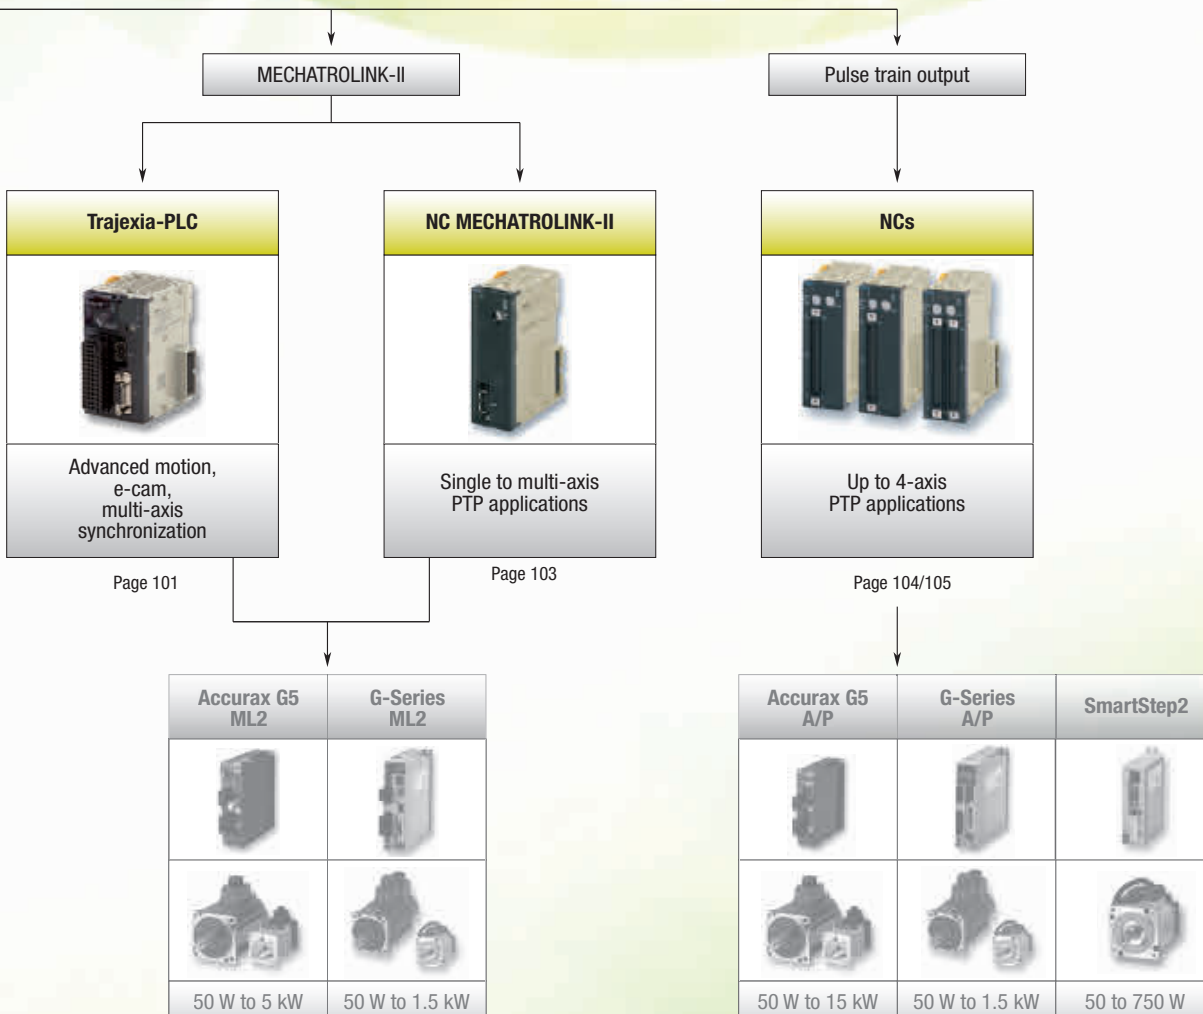 MECHATROLINK-II
Pulse train output
Trajexia-PLC
NC MECHATROLINK-II
NCs
Advanced motion,
e-cam,
multi-axis
synchronization
Single to multi-axis
PTP applications
Up to 4-axis
PTP applications
Page 101
Page 103
Page 104/105
Accurax G5
ML2
G-Series
ML2
Accurax G5
A/P
G-Series
A/P
SmartStep2
50 W to 5 kW
50 W to 1.5 kW
50 W to 15 kW
50 W to 1.5 kW
50 to 750 W